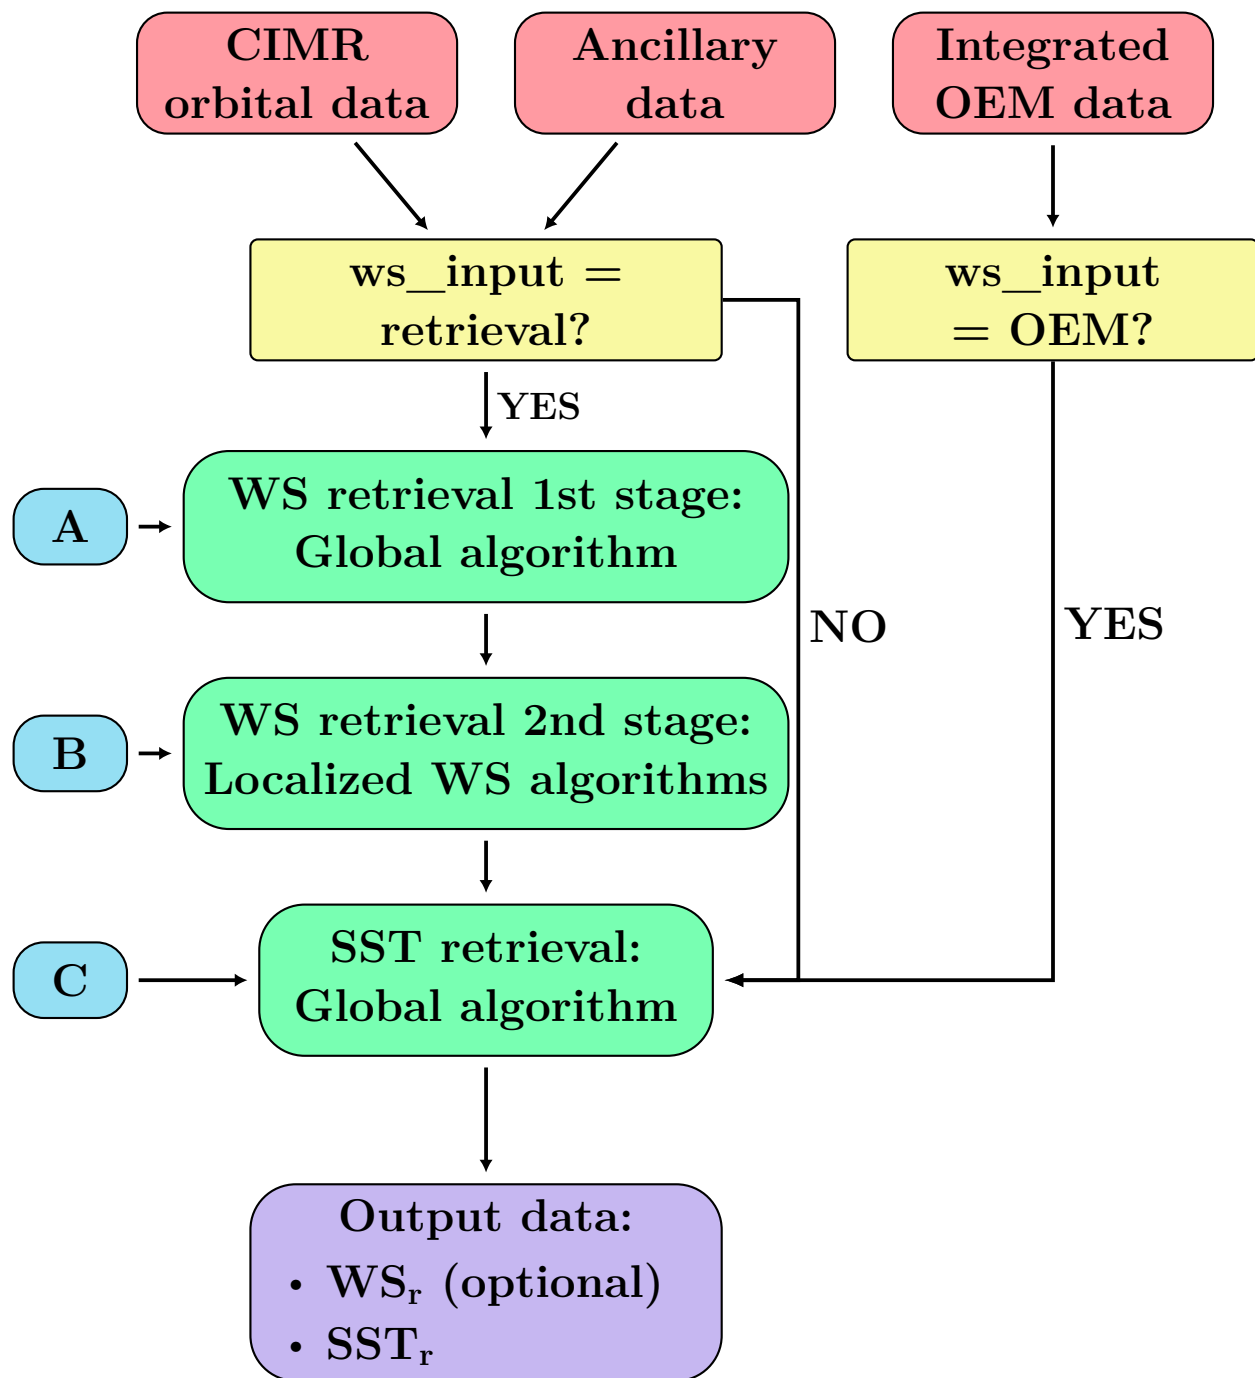 CIMR
orbital data
Ancillary
data
Integrated
OEM data
ws_input =
retrieval?
ws_input
= OEM?
YES
A
WS retrieval 1st stage:
Global algorithm
NO
YES
B
WS retrieval 2nd stage:
Localized WS algorithms
C
SST retrieval:
Global algorithm
Output data:
• WSr (optional)
• SSTr